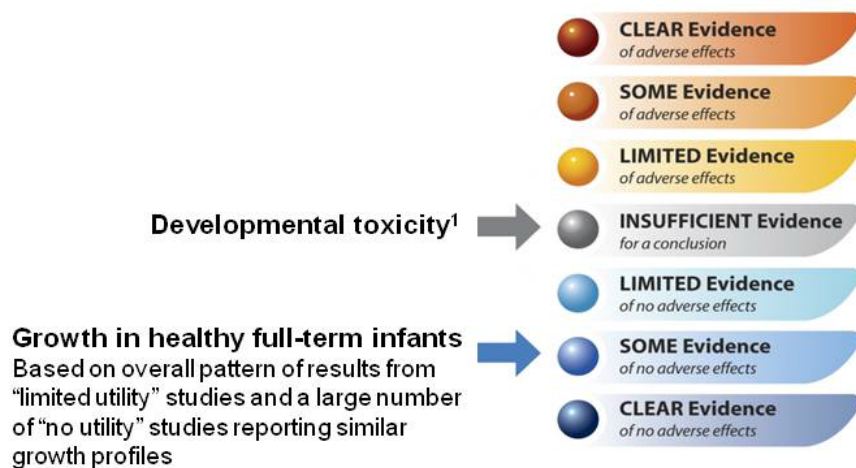 CLEAR Evidence
of adverse effects
SOME Evidence
of adverse effects
LIMITED Evidence
of adverse effects
Developmental toxicity¹
INSUFFICIENT Evidence
for a conclusion
LIMITED Evidence
of no adverse effects
Growth in healthy full-term infants
Based on overall pattern of results from
“limited utility” studies and a large number
of “no utility” studies reporting similar
growth profiles
SOME Evidence
of no adverse effects
CLEAR Evidence
of no adverse effects